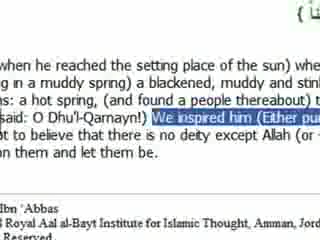 when he reached the setting place of the sun) whe
ng in a muddy spring) a blackened, muddy and stink
ns: a hot spring, (and found a people thereabout) t
said: O Dhu'l-Qarnayn!) We inspired him (Either pu
ot to believe that there is no deity except Allah (or
on them and let them be.
Ibn 'Abbas
Royal Aal al-Bayt Institute for Islamic Thought, Amman, Jord
Reserved